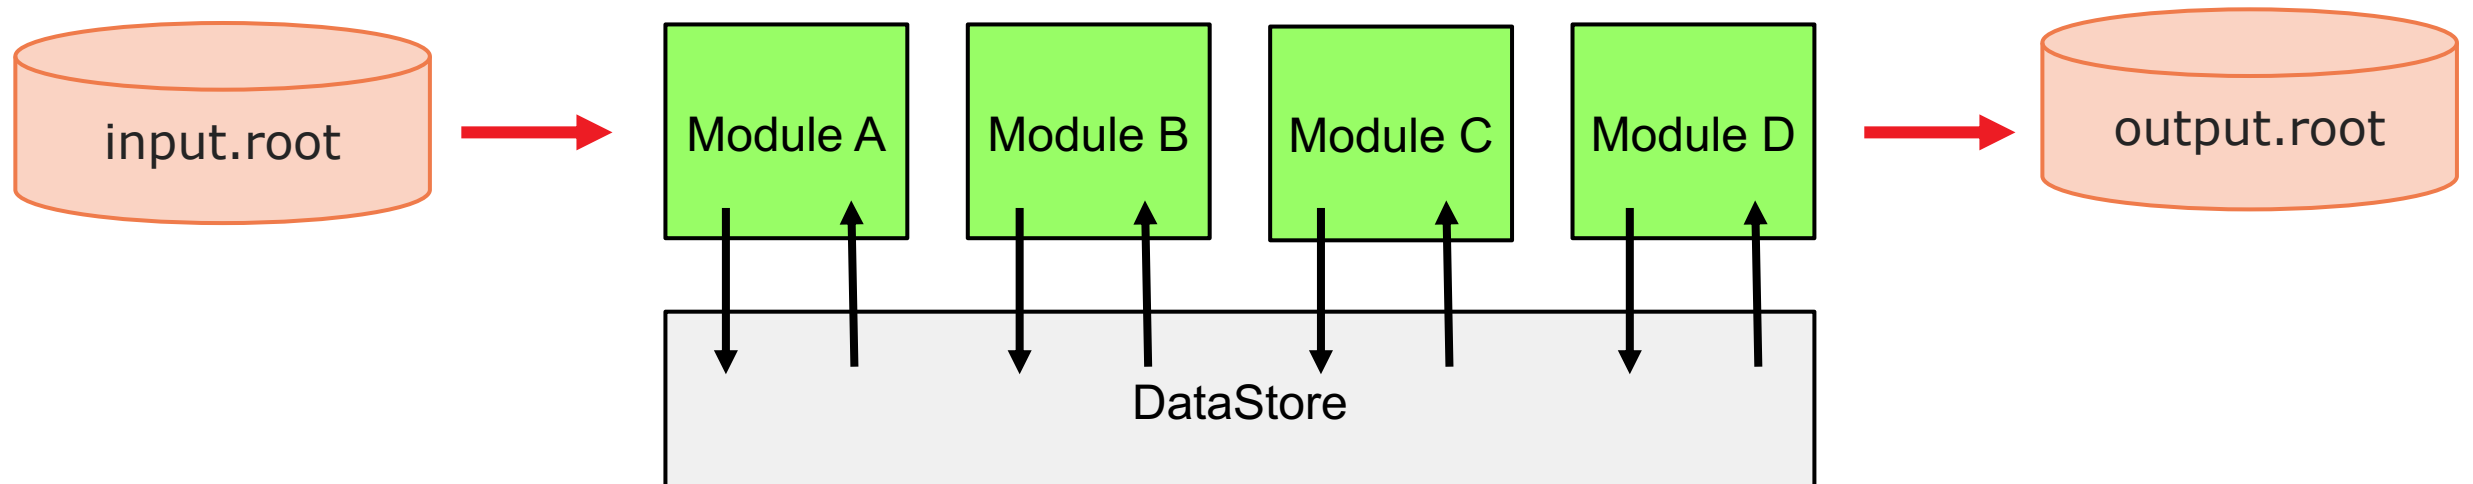 input.root
Module A
Module B
Module C
Module D
output.root
DataStore